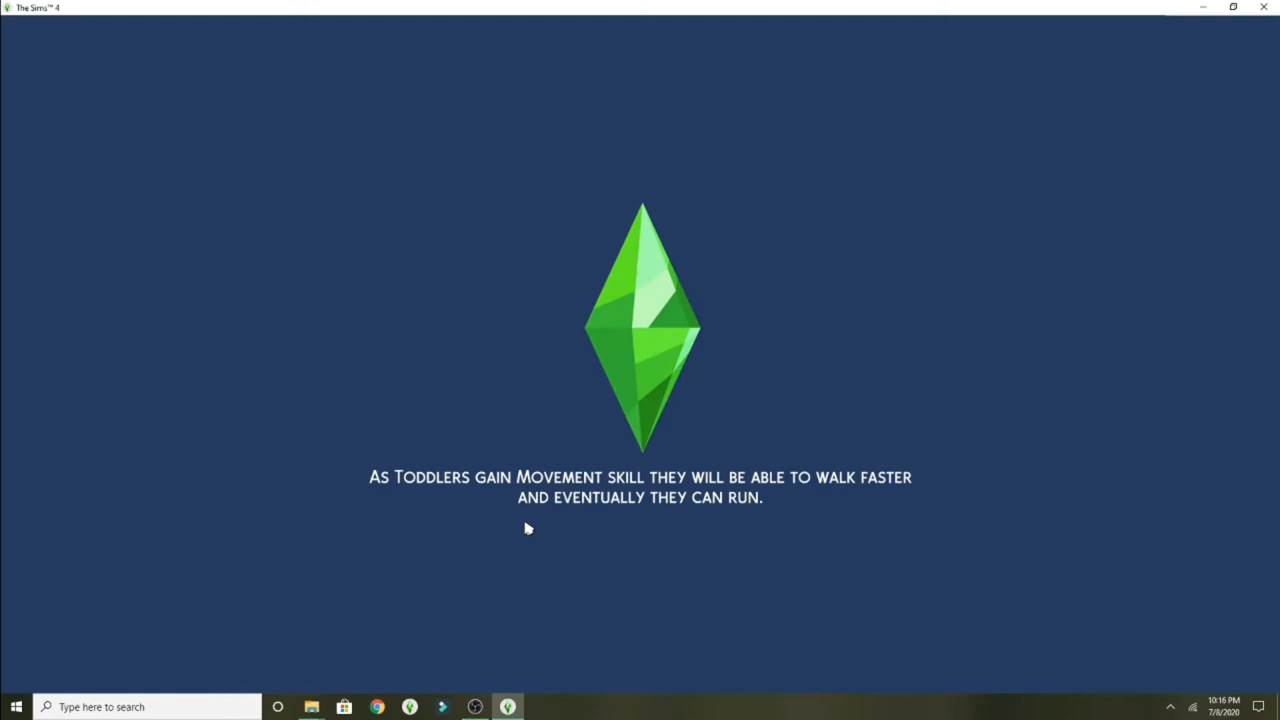 The Sims™ 4
As Toddlers gain Movement skill they will be able to walk faster
and eventually they can run.
Type here to search
10:16 PM
7/8/2020